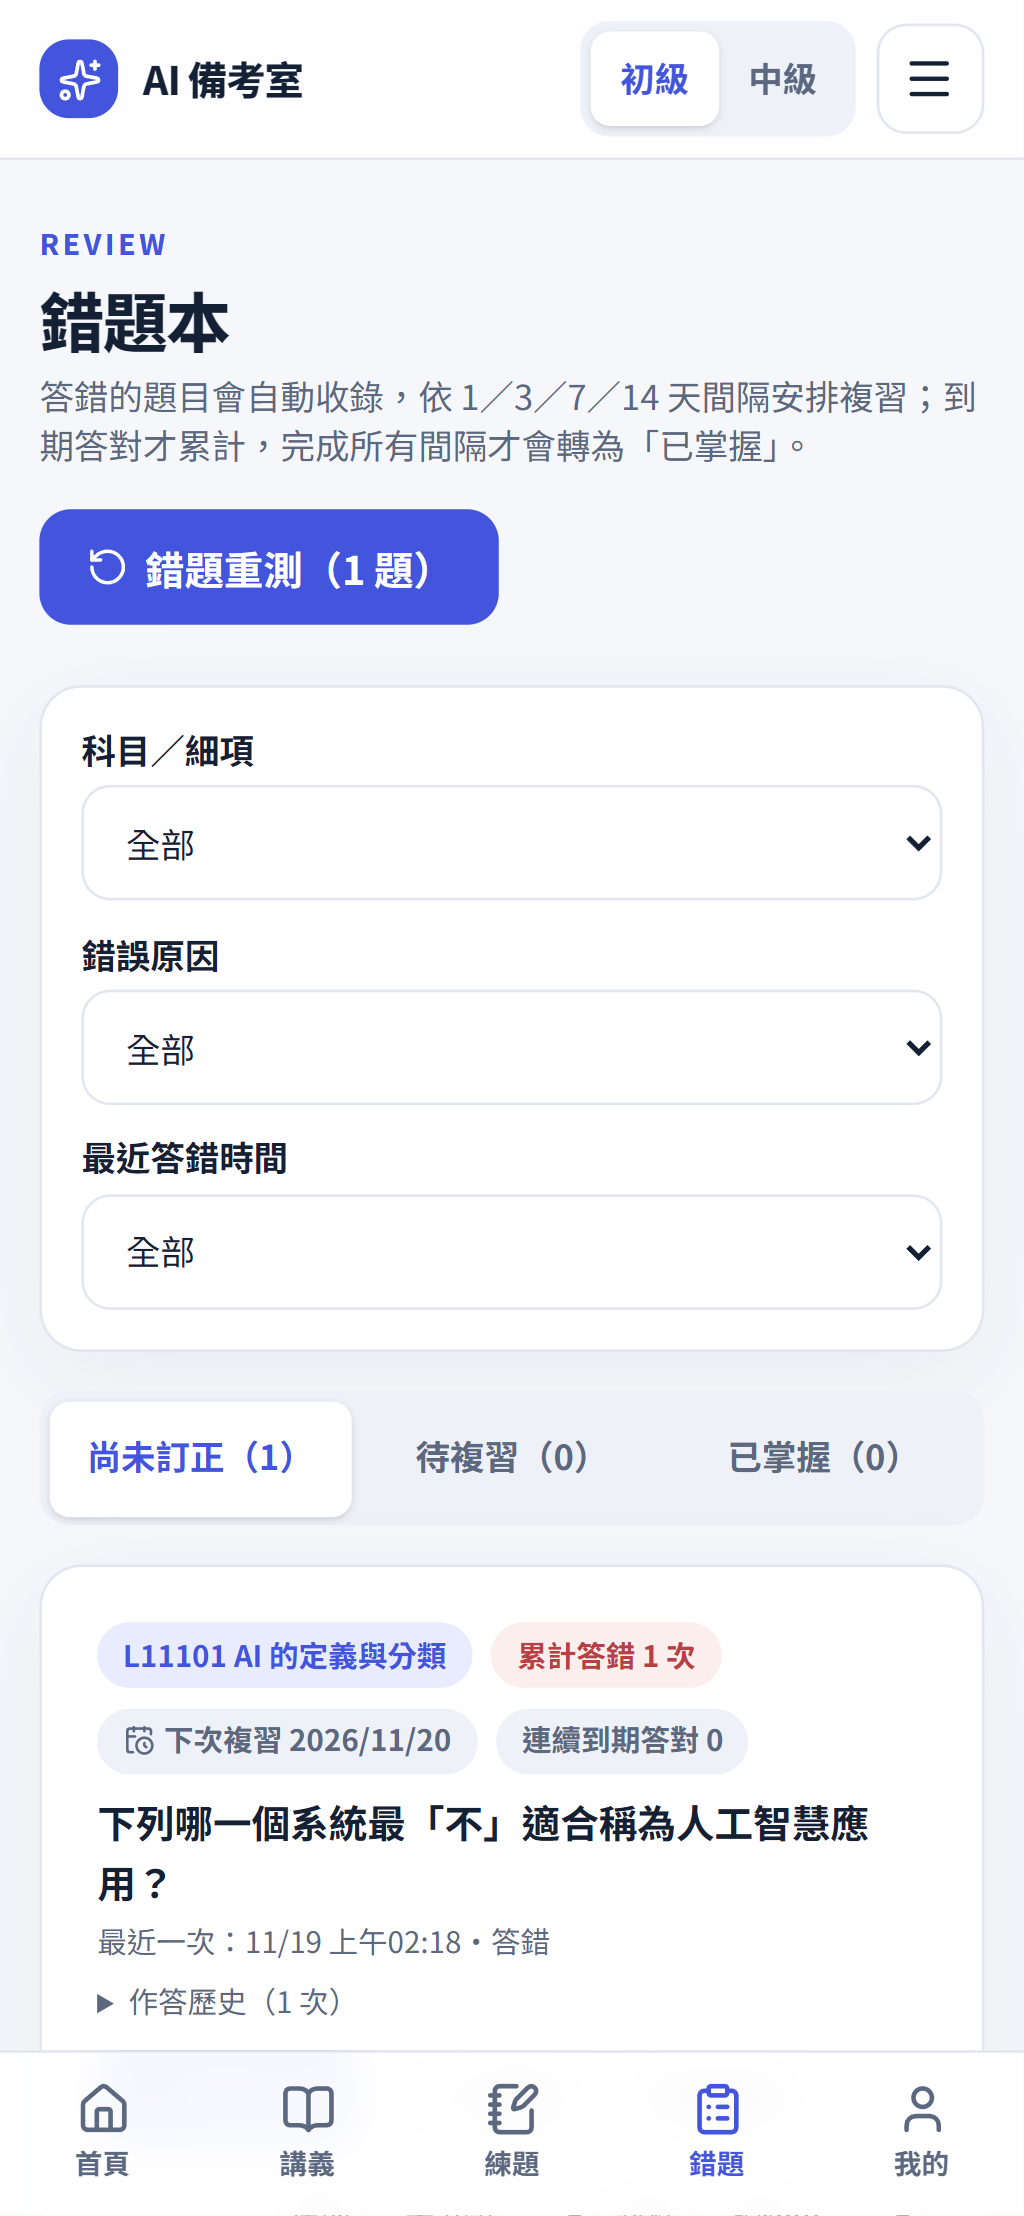 AI 備考室
初級
中級
REVIEW
錯題本
答錯的題目會自動收錄，依 1／3／7／14 天間隔安排複習；到
期答對才累計，完成所有間隔才會轉為「已掌握」。
錯題重測（1 題）
科目／細項
全部
錯誤原因
全部
最近答錯時間
全部
尚未訂正（1）
待複習（0）
已掌握（0）
L11101 AI 的定義與分類
累計答錯 1 次
下次複習 2026/11/20
連續到期答對 0
下列哪一個系統最「不」適合稱為人工智慧應
用？
最近一次：11/19 上午02:18・答錯
▶ 作答歷史（1 次）
首頁
講義
練題
錯題
我的